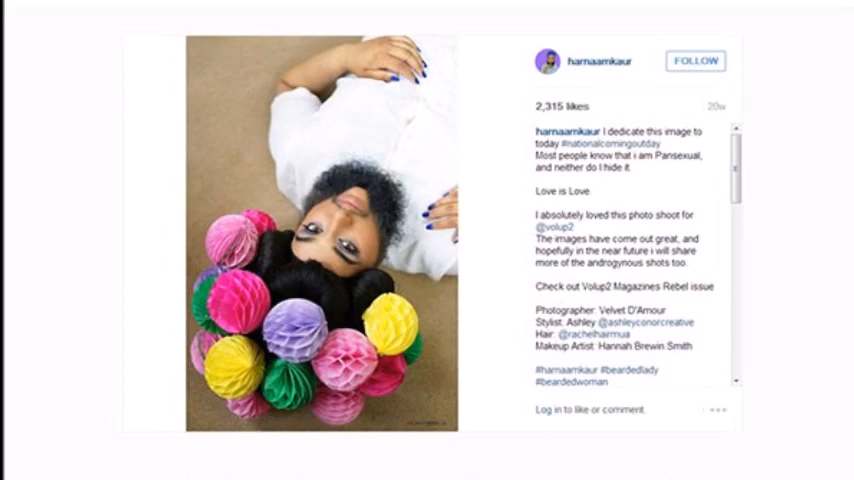 harnaamkaur
FOLLOW
2,315 likes
20w
harnaamkaur I dedicate this image to
today #nationalcomingoutday
Most people know that i am Pansexual,
and neither do I hide it.
Love is Love.
I absolutely loved this photo shoot for
@volup2
The images have come out great, and
hopefully in the near future i will share
more of the androgynous shots too.
Check out Volup2 Magazines Rebel issue
Photographer: Velvet D'Amour
Stylist: Ashley @ashleyconorcreative
Hair: @rachelhairmua
Makeup Artist: Hannah Brewin Smith
#harnaamkaur #beardedlady
#beardedwoman
Log in to like or comment.